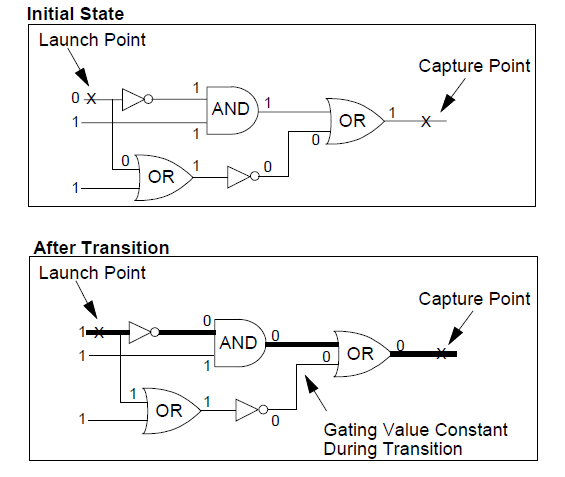 Initial State
Launch Point
Capture Point
0 X 1 AND 1 OR 1 X
1 1 0
0 OR 1 0
1
After Transition
Launch Point
Capture Point
1 X 0 AND 0 OR 0 X
1 1 0
1 OR 1 0
1
Gating Value Constant
During Transition